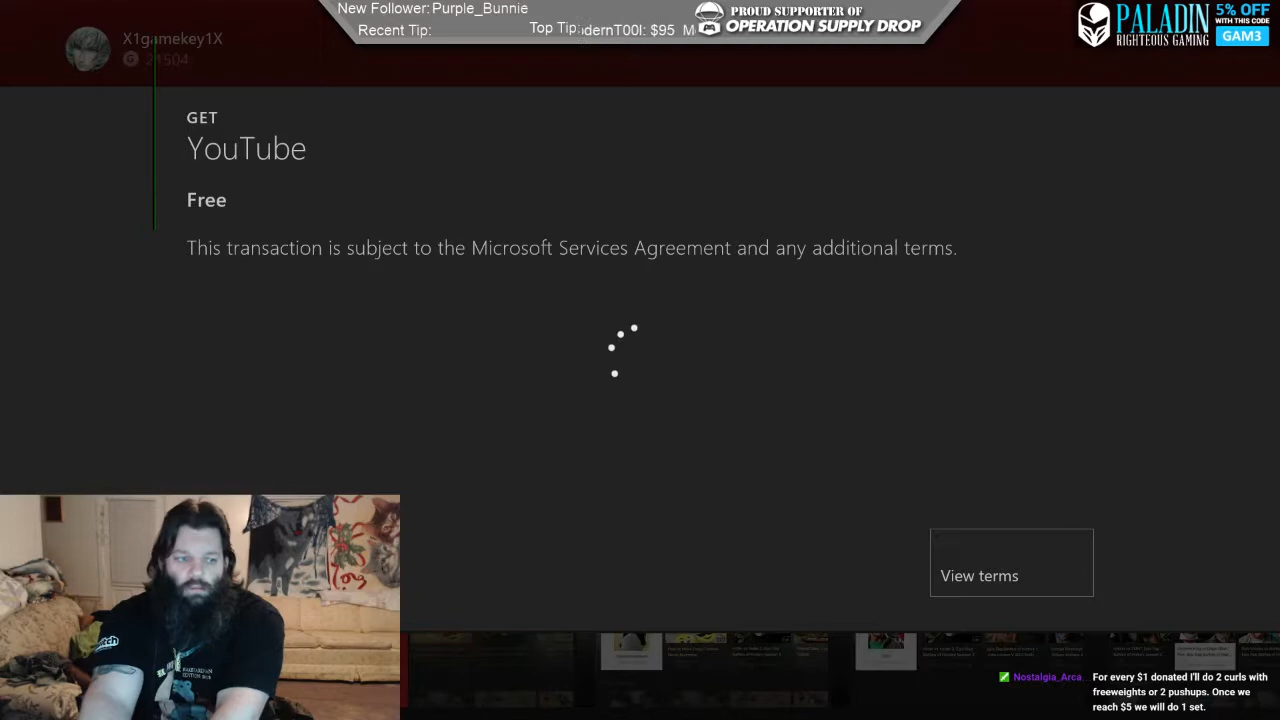 New Follower: Purple_Bunnie
Recent Tip:
Top Tip: dernT00l: $95 M
PROUD SUPPORTER OF
OPERATION SUPPLY DROP
PALADIN
RIGHTEOUS GAMING
5% OFF
WITH THIS CODE
GAM3
X1gamekey1X
G 21504
GET
YouTube
Free
This transaction is subject to the Microsoft Services Agreement and any additional terms.
View terms
Nostalgia_Arca
For every $1 donated I'll do 2 curls with
freeweights or 2 pushups. Once we
reach $5 we will do 1 set.